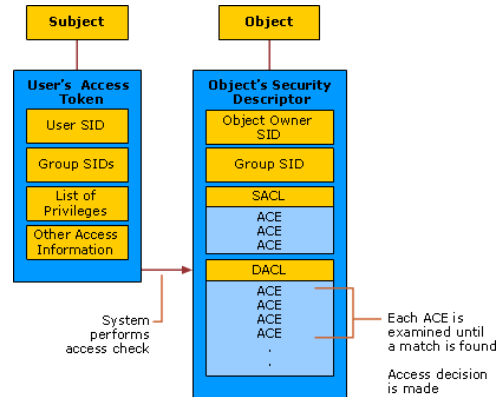 Subject
User's Access
Token
User SID
Group SIDs
List of
Privileges
Other Access
Information
System
performs
access check
Object
Object's Security
Descriptor
Object Owner
SID
Group SID
SACL
ACE
ACE
ACE
DACL
ACE
ACE
ACE
ACE
.
.
Each ACE is
examined until
a match is found
Access decision
is made